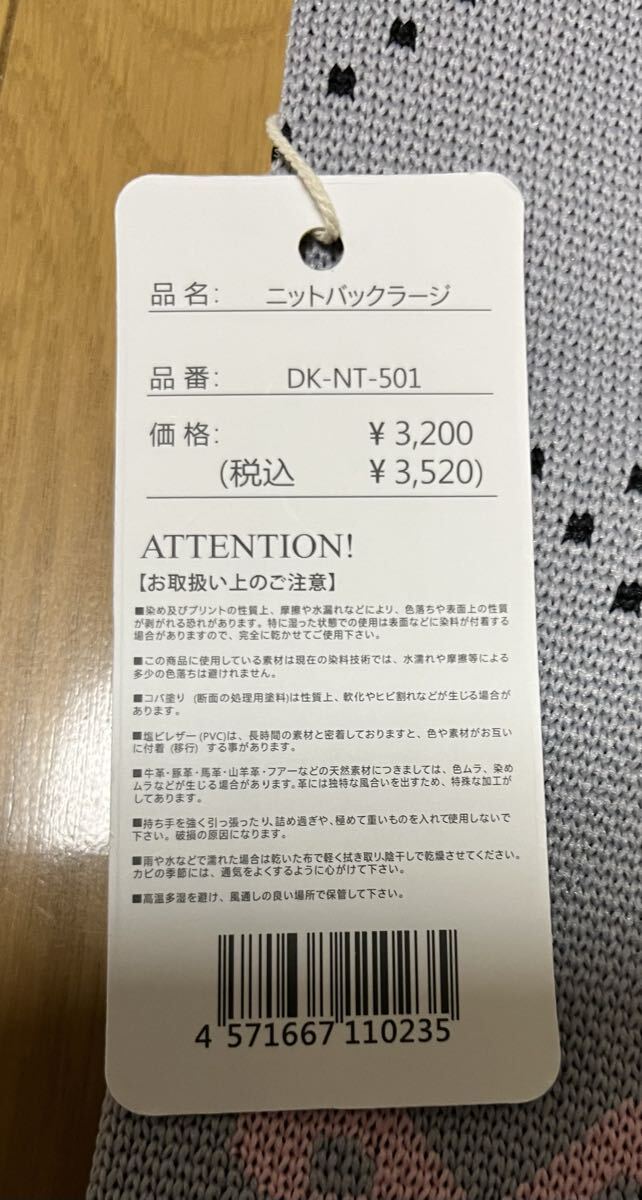 品名: ニットバックラージ
品番: DK-NT-501
価格: ¥3,200
(税込 ¥3,520)
ATTENTION!
【お取扱い上のご注意】
■染め及びプリントの性質上、摩擦や水漏れなどにより、色落ちや表面上の性質
が剥がれる恐れがあります。特に湿った状態での使用は表面などに染料が付着する
場合がありますので、完全に乾かせてご使用下さい。
■この商品に使用している素材は現在の染料技術では、水濡れや摩擦等による
多少の色落ちは避けれません。
■コバ塗り (断面の処理用塗料)は性質上、軟化やヒビ割れなどが生じる場合が
あります。
■塩ビレザー(PVC)は、長時間の素材と密着しておりますと、色や素材がお互い
に付着 (移行) する事があります。
■牛革・豚革・馬革・山羊革・フアーなどの天然素材につきましては、色ムラ、染め
ムラなどが生じる場合があります。革には独特な風合いを出すため、特殊な加工が
してあります。
■持ち手を強く引っ張ったり、詰め過ぎや、極めて重いものを入れて使用しないで
下さい。破損の原因になります。
■雨や水などで濡れた場合は乾いた布で軽く拭き取り、陰干しで乾燥させてください。
カビの季節には、通気をよくするように心がけて下さい。
■高温多湿を避け、風通しの良い場所で保管して下さい。
4 571667 110235